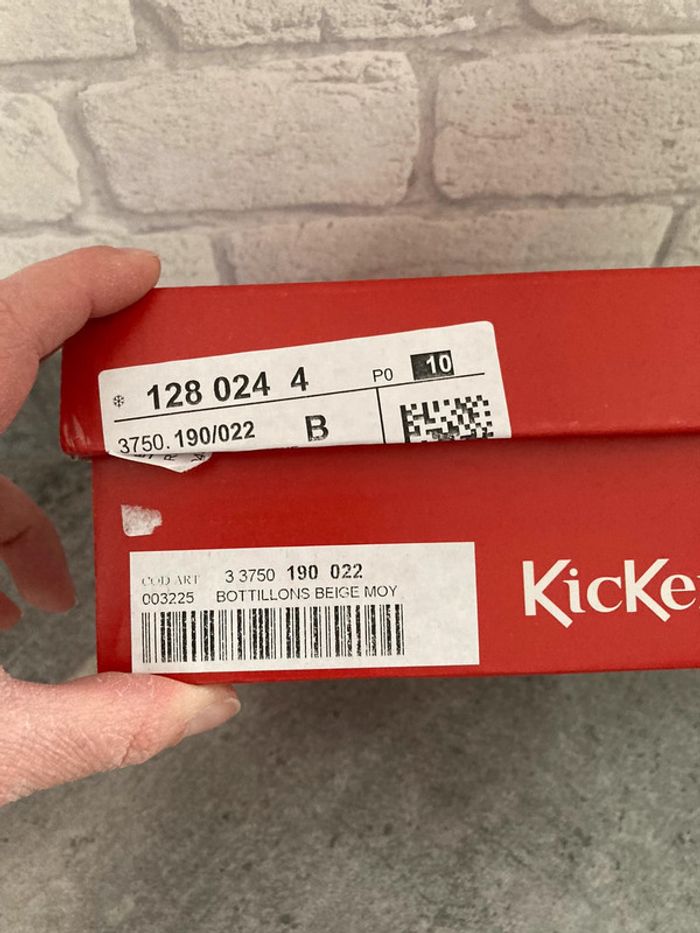 128 024 4
P0 10
3750. 190/022 B
COD ART 3 3750 190 022
003225 BOTTILLONS BEIGE MOY
KicKe